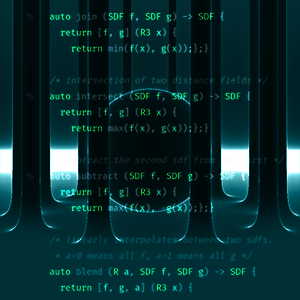 auto join (SDF f, SDF g) -> SDF {
return [f, g] (R3 x) {
return min(f(x), g(x));};}
/* intersection of two distance fields */
auto intersect (SDF f, SDF g) -> SDF {
return [f, g] (R3 x) {
return max(f(x), g(x));};}
subtract the second sdf from first */
auto subtract (SDF f, SDF g) -> SDF {
return [f, g] (R3 x) {
return max(f(x), -g(x));};}
/* linearly interpolates between two sdfs.
* a=0 means all f, a=1 means all g */
auto blend (R a, SDF f, SDF g) -> SDF {
return [f, g, a] (R3 x) {